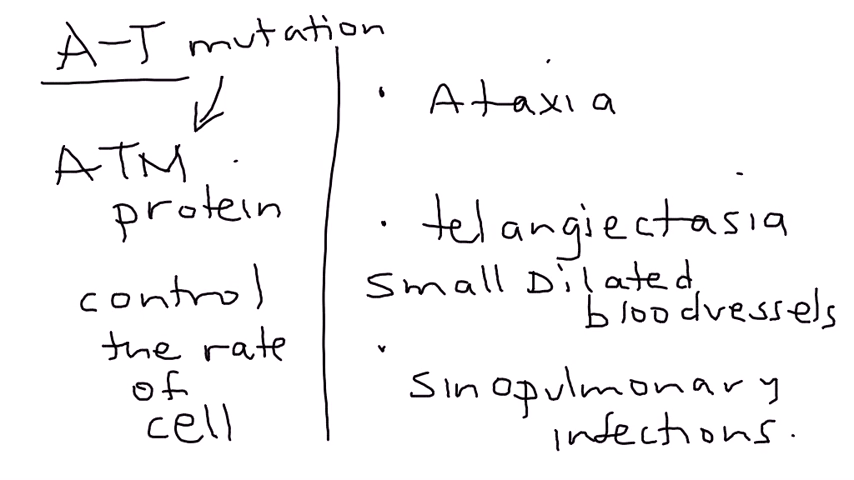 A-T mutation
ATM
protein
control
the rate
of
cell
• Ataxia
• telangiectasia
Small Dilated
bloodvessels
• Sinopulmonary
infections.